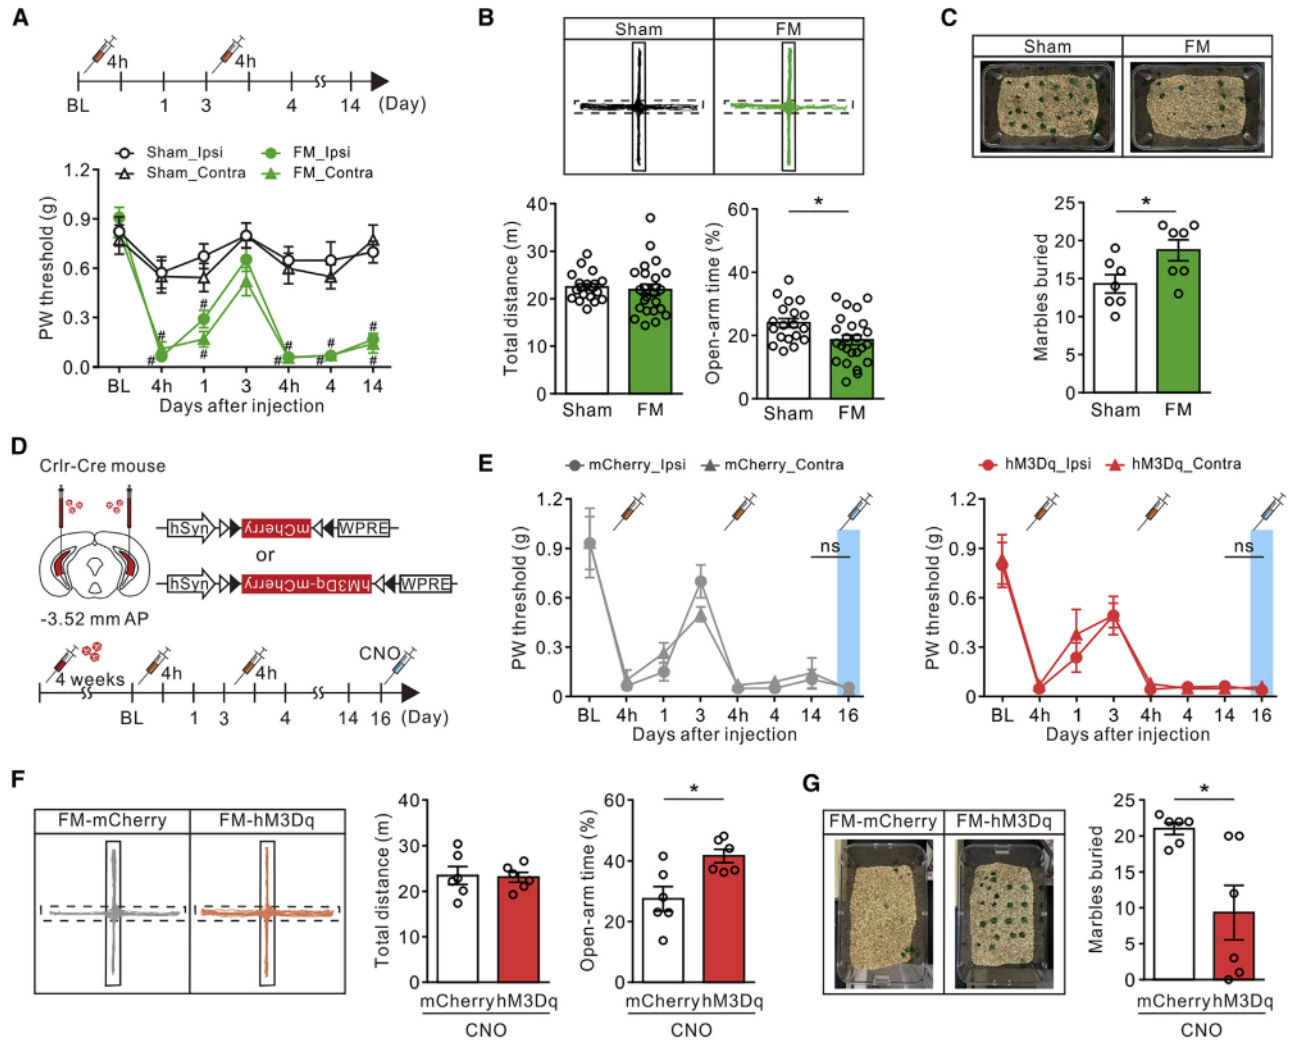 A
4h
4h
BL
1
3
4
14
(Day)
Sham_Ipsi
FM_Ipsi
Sham_Contra
FM_Contra
PW threshold (g)
1.2
0.9
0.6
0.3
0.0
#
#
#
#
#
#
#
#
#
#
BL
4h
1
3
4h
4
14
Days after injection
B
Sham
FM
Total distance (m)
40
30
20
10
0
Sham
FM
Open-arm time (%)
60
40
20
0
*
Sham
FM
C
Sham
FM
Marbles buried
25
20
15
10
5
0
*
Sham
FM
D
Crlr-Cre mouse
-3.52 mm AP
hSyn
mCherry
WPRE
or
hSyn
hM3Dq-mCherry
WPRE
4 weeks
4h
4h
CNO
BL
1
3
4
14
16
(Day)
E
mCherry_Ipsi
mCherry_Contra
PW threshold (g)
1.2
0.9
0.6
0.3
0
ns
BL
4h
1
3
4h
4
14
16
Days after injection
hM3Dq_Ipsi
hM3Dq_Contra
PW threshold (g)
1.2
0.9
0.6
0.3
0
ns
BL
4h
1
3
4h
4
14
16
Days after injection
F
FM-mCherry
FM-hM3Dq
Total distance (m)
40
30
20
10
0
mCherry
hM3Dq
CNO
Open-arm time (%)
60
40
20
0
*
mCherry
hM3Dq
CNO
G
FM-mCherry
FM-hM3Dq
Marbles buried
25
20
15
10
5
0
*
mCherry
hM3Dq
CNO